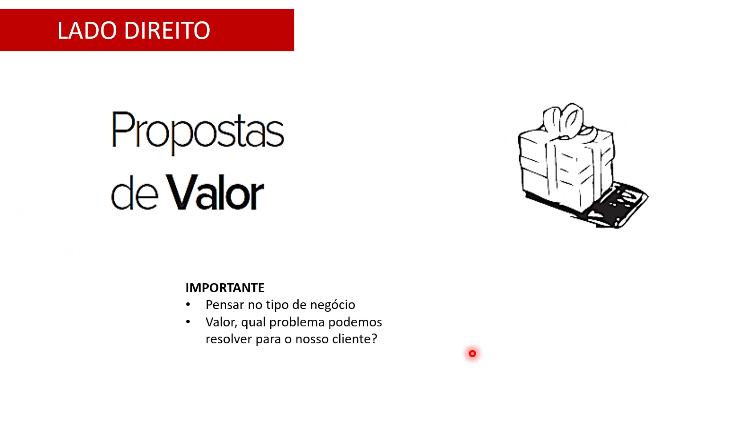 LADO DIREITO
Propostas
de Valor
IMPORTANTE
• Pensar no tipo de negócio
• Valor, qual problema podemos
resolver para o nosso cliente?